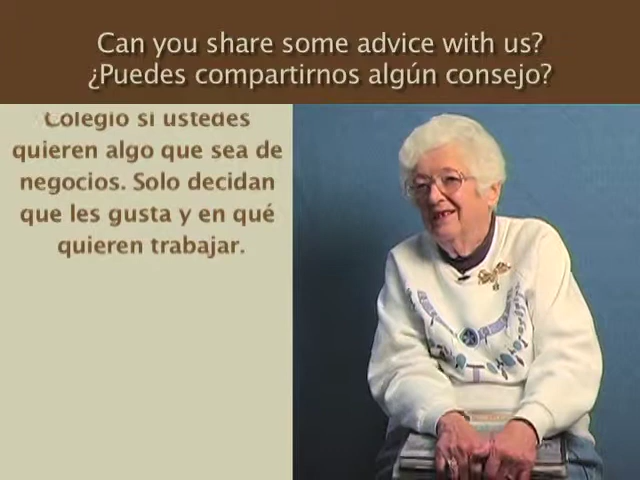 Can you share some advice with us?
¿Puedes compartirnos algún consejo?
Colegio si ustedes
quieren algo que sea de
negocios. Solo decidan
que les gusta y en qué
quieren trabajar.